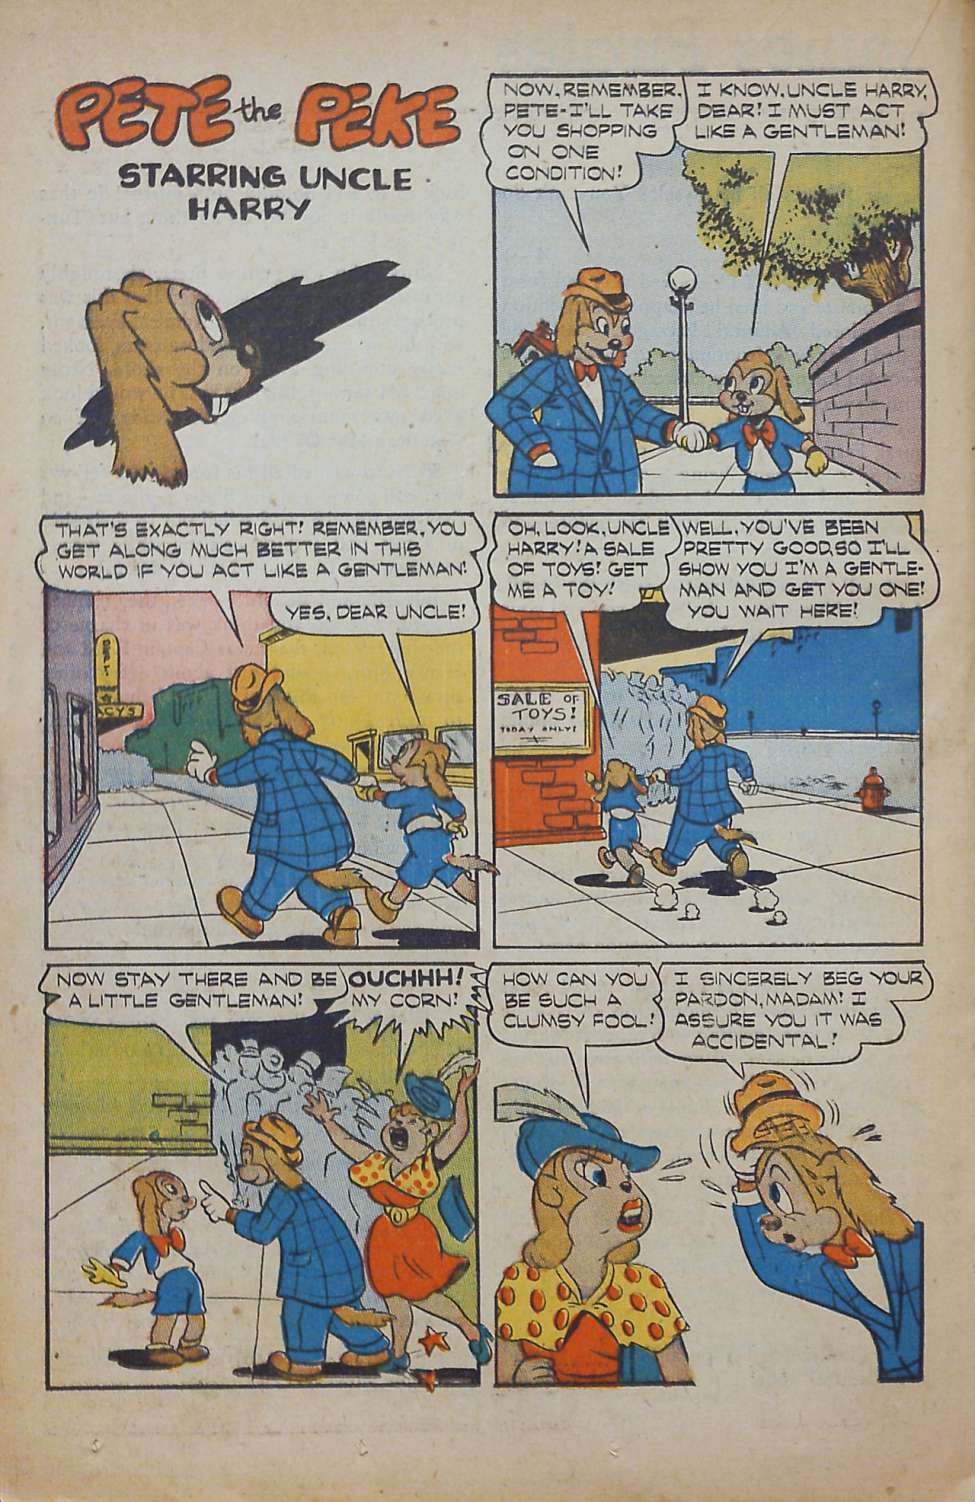 PETE the PEKE
STARRING UNCLE
HARRY
NOW, REMEMBER,
PETE-I'LL TAKE
YOU SHOPPING
ON ONE
CONDITION!
I KNOW, UNCLE HARRY,
DEAR! I MUST ACT
LIKE A GENTLEMAN!
THAT'S EXACTLY RIGHT! REMEMBER, YOU
GET ALONG MUCH BETTER IN THIS
WORLD IF YOU ACT LIKE A GENTLEMAN!
YES, DEAR UNCLE!
ACY'S
OH, LOOK, UNCLE
HARRY! A SALE
OF TOYS! GET
ME A TOY!
WELL, YOU'VE BEEN
PRETTY GOOD, SO I'LL
SHOW YOU I'M A GENTLE-
MAN AND GET YOU ONE!
YOU WAIT HERE!
SALE OF
TOYS!
TODAY ONLY!
NOW STAY THERE AND BE
A LITTLE GENTLEMAN!
OUCHHH!
MY CORN!
HOW CAN YOU
BE SUCH A
CLUMSY FOOL!
I SINCERELY BEG YOUR
PARDON, MADAM! I
ASSURE YOU IT WAS
ACCIDENTAL!